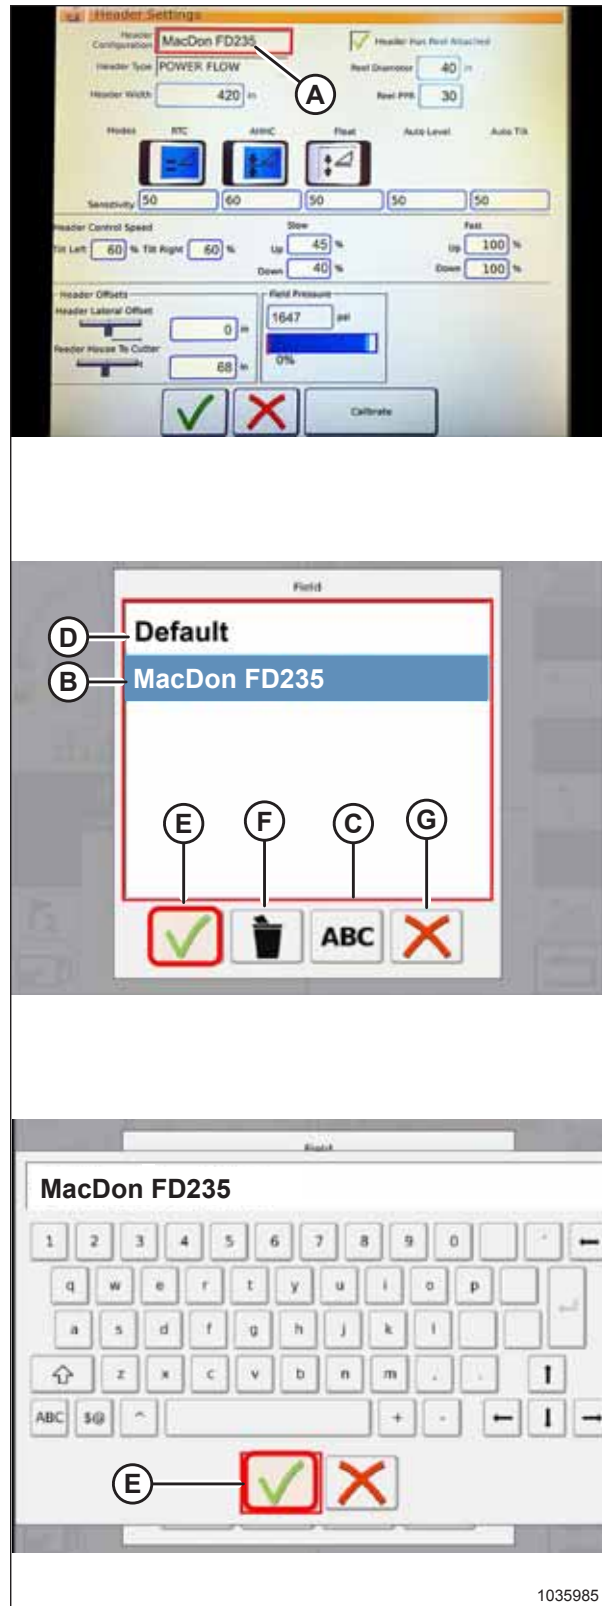 Header Settings
Header Configuration MacDon FD235 Header Has Reel Attached
A
Header Type POWER FLOW Reel Diameter 40 in
Header Width 420 in Reel PPR 30
Modes RTC AHHC Float Auto Level Auto Tilt
Sensitivity 50 60 50 50 50
Header Control Speed Slow Fast
Tilt Left 60 % Tilt Right 60 % Up 45 % Up 100 %
Down 40 % Down 100 %
Header Offsets Field Pressure
Header Lateral Offset 0 in 1647 psi
Feeder House To Cutter 68 in 0%
Calibrate
Field
D Default
B MacDon FD235
E F C G
ABC
Field
MacDon FD235
1 2 3 4 5 6 7 8 9 0 ' ←
q w e r t y u i o p
a s d f g h j k l
z x c v b n m , .
ABC $@ ^ + -
E
1035985